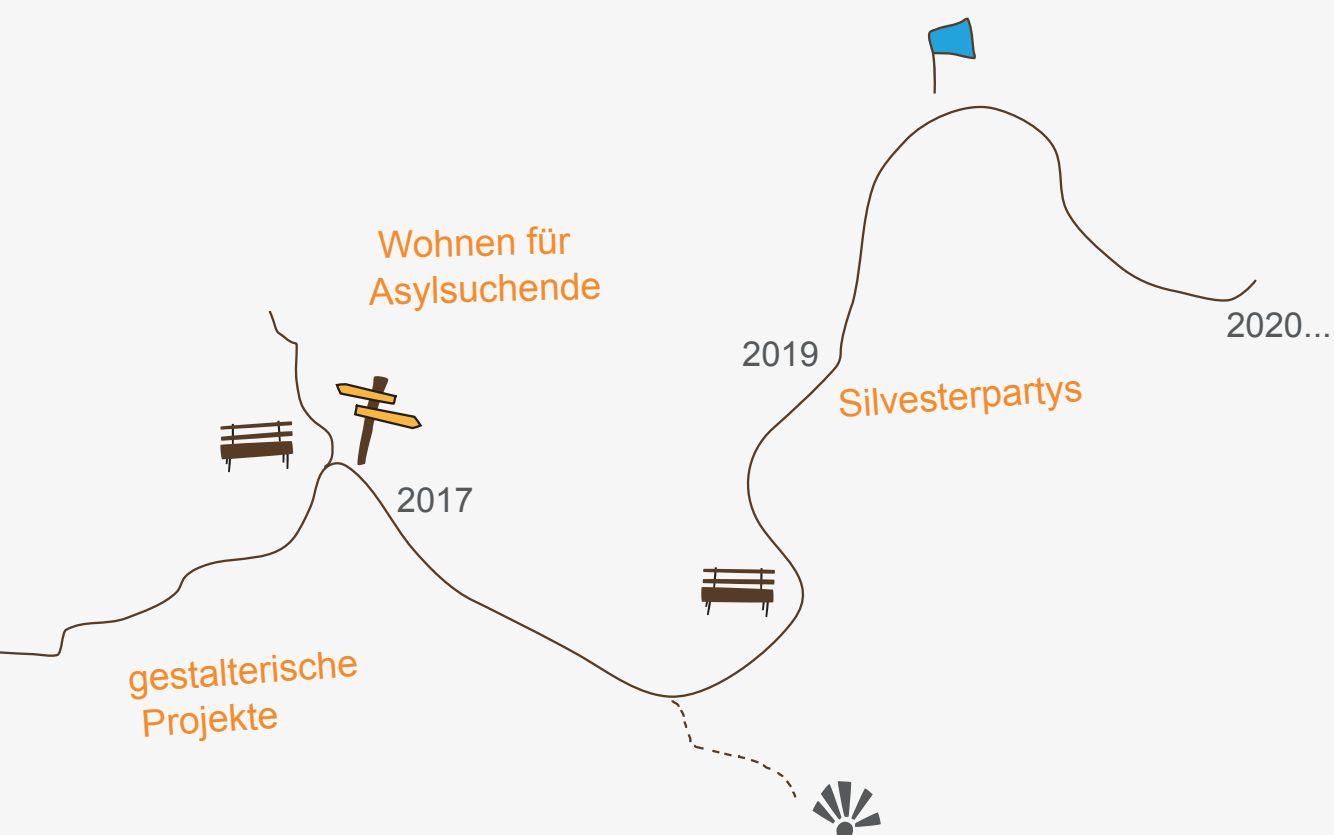 Wohnen für
Asylsuchende
2020...
2019
Silvesterpartys
2017
gestalterische
Projekte